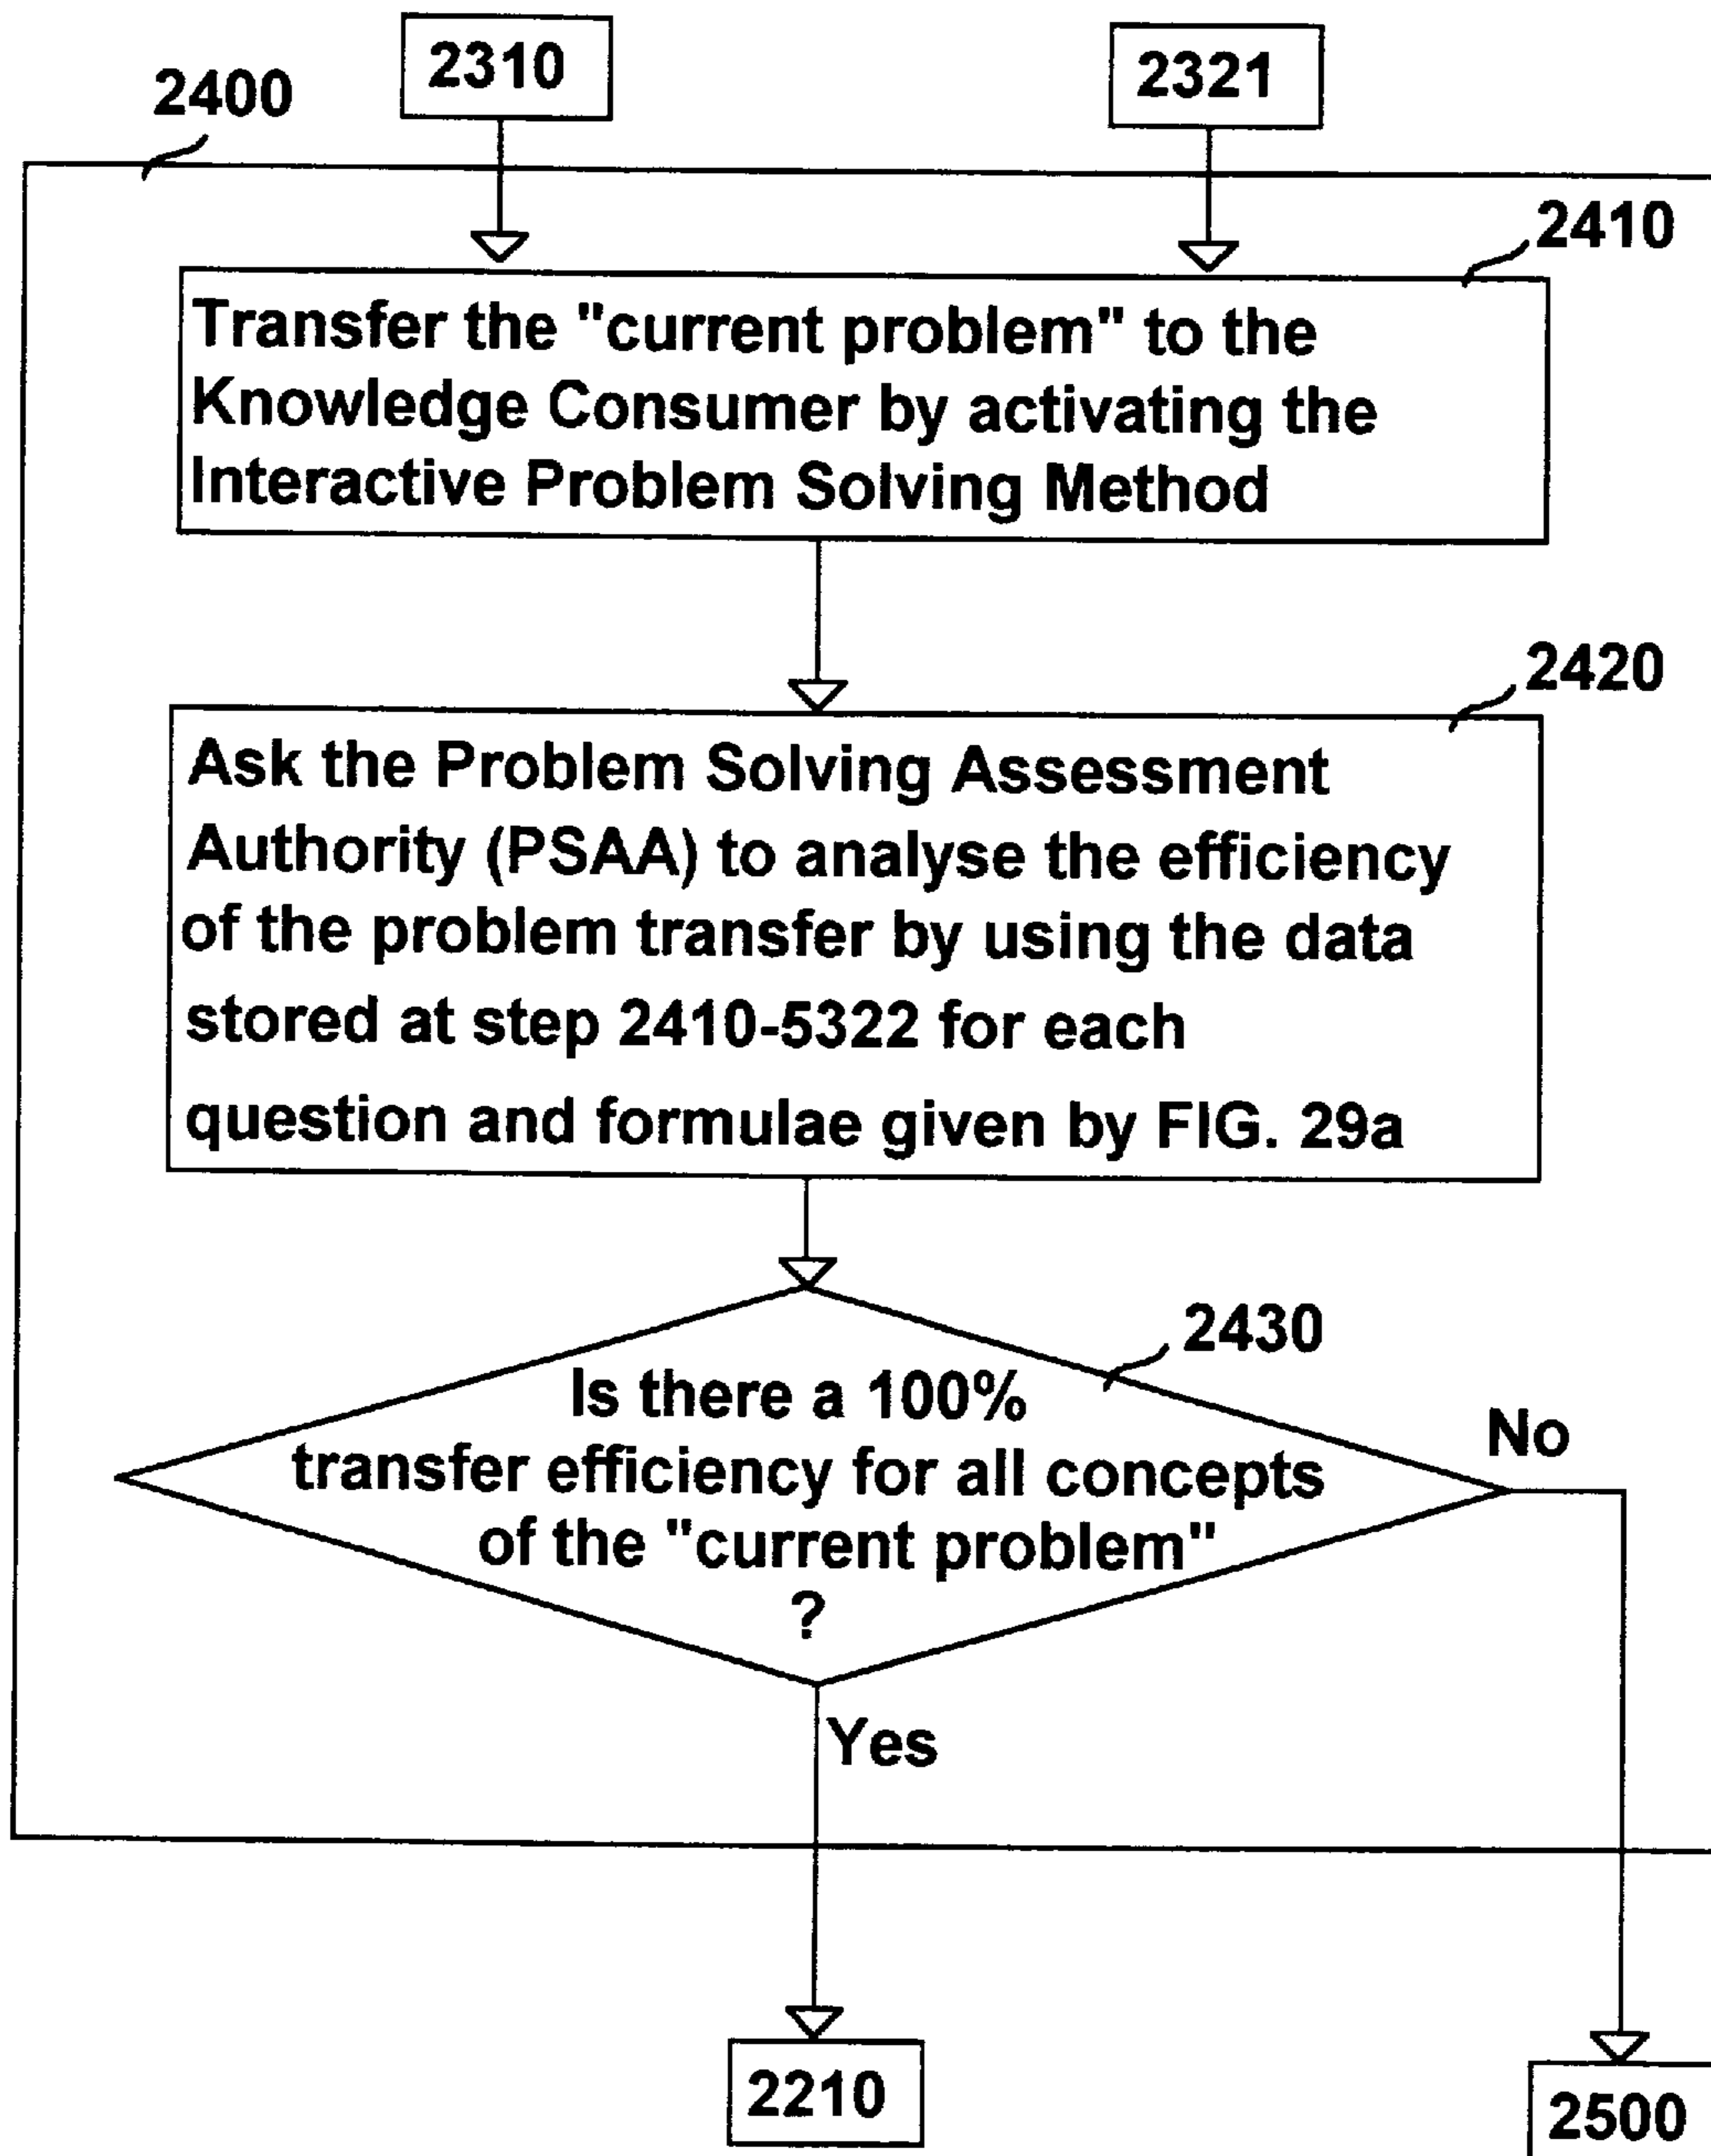 2310
2321
2400
2410
Transfer the "current problem" to the
Knowledge Consumer by activating the
Interactive Problem Solving Method
2420
Ask the Problem Solving Assessment
Authority (PSAA) to analyse the efficiency
of the problem transfer by using the data
stored at step 2410-5322 for each
question and formulae given by FIG. 29a
2430
Is there a 100%
transfer efficiency for all concepts
of the "current problem"
?
No
Yes
2210
2500